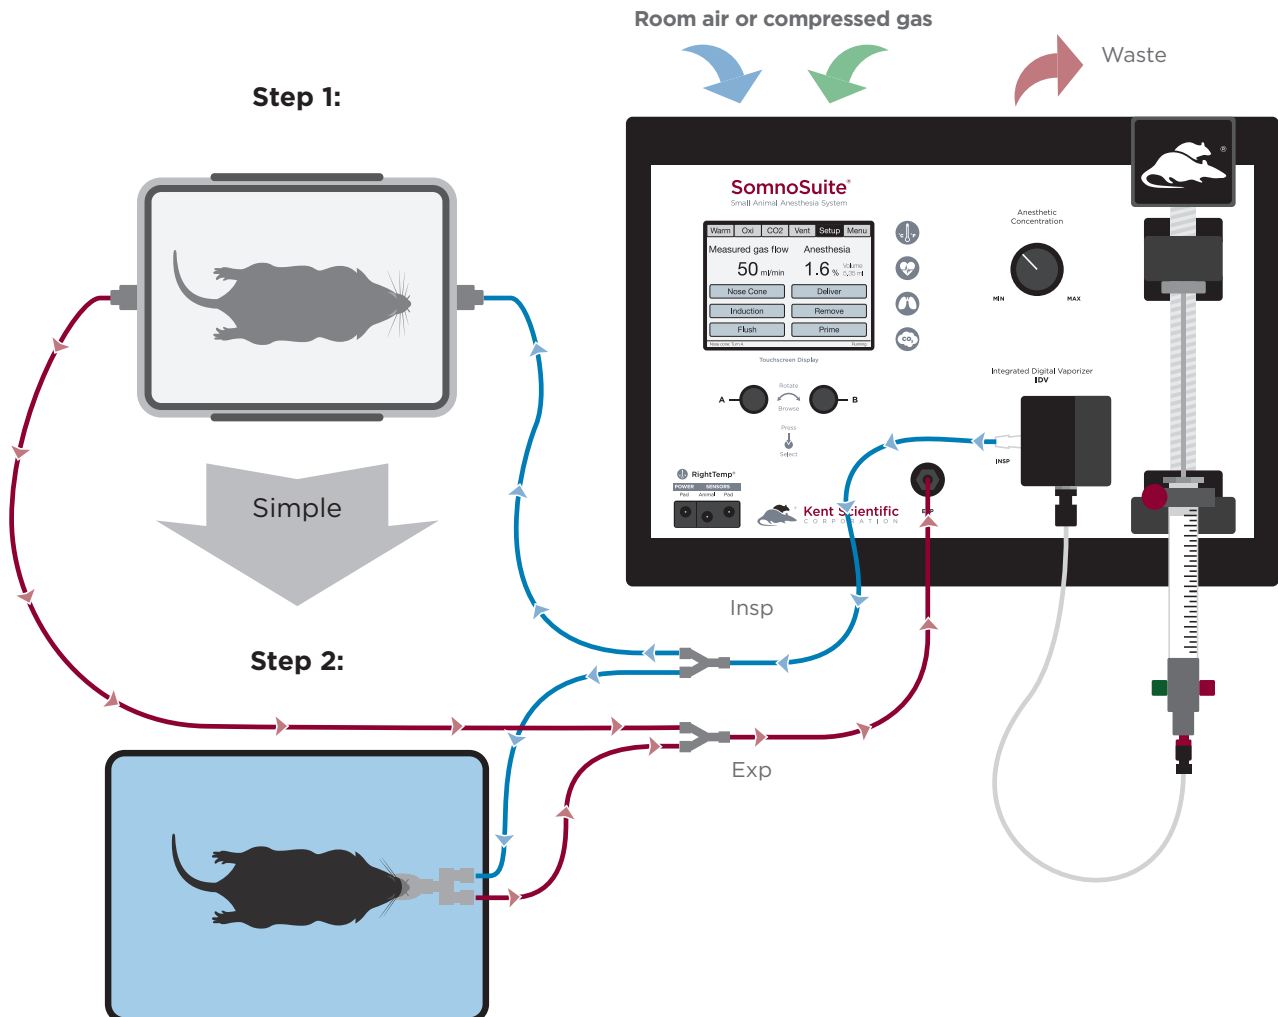 Room air or compressed gas
Waste
Step 1:
SomnoSuite®
Small Animal Anesthesia System
Warm Oxi CO2 Vent Setup Menu
Measured gas flow Anesthesia
50 ml/min 1.6 % Volume
Nose Cone Deliver
Induction Remove
Flush Prime
Running
Touchscreen Display
°C °F
CO₂
Anesthetic
Concentration
MIN MAX
Integrated Digital Vaporizer
IDV
INSP
A Rotate B
Browse
Press
Select
RightTemp®
POWER SENSORS
Pad Animal Pad
Kent Scientific
CORPORATION
EXP
®
Simple
Insp
Step 2:
Exp